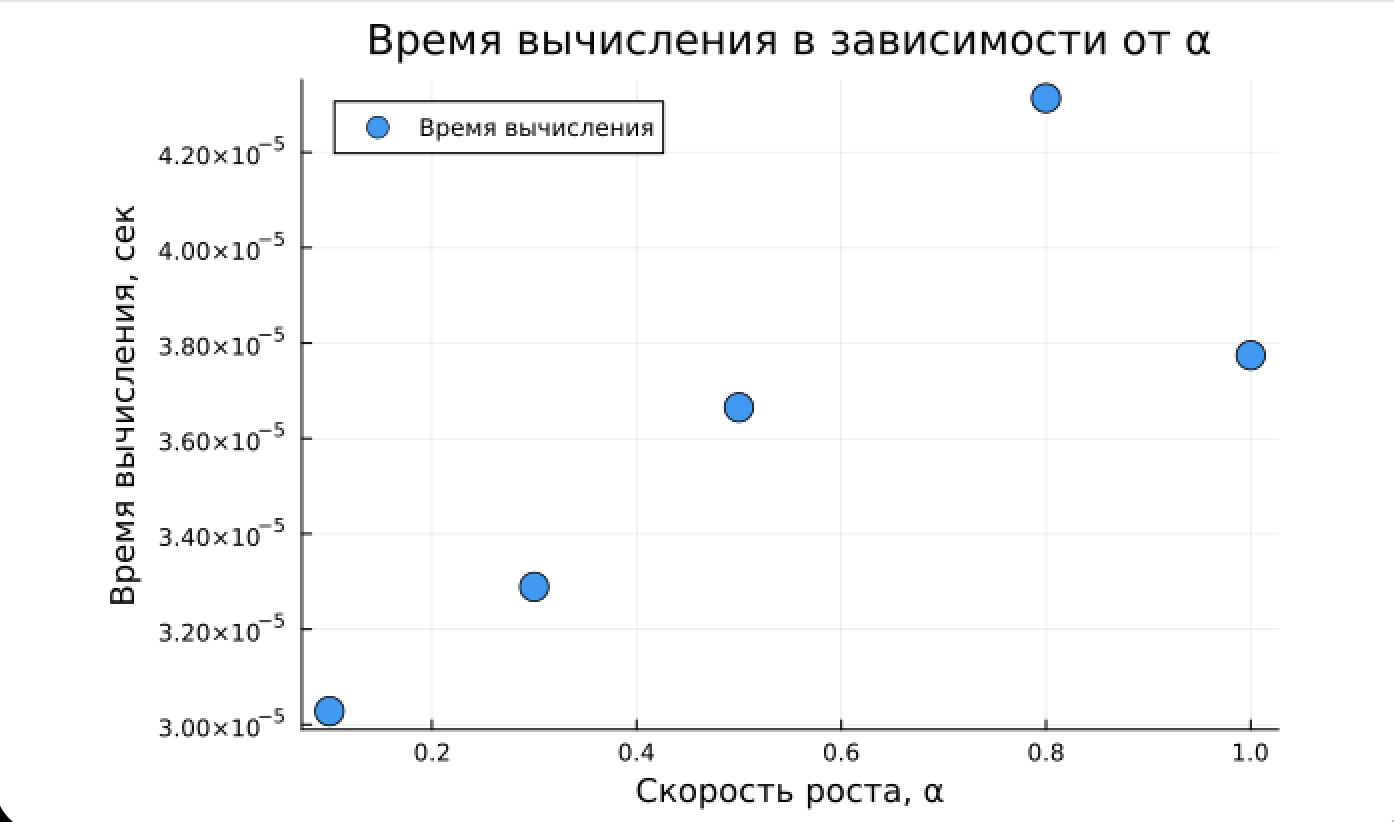 Время вычисления в зависимости от α
Время вычисления
Время вычисления, сек
4.20×10⁻⁵
4.00×10⁻⁵
3.80×10⁻⁵
3.60×10⁻⁵
3.40×10⁻⁵
3.20×10⁻⁵
3.00×10⁻⁵
0.2 0.4 0.6 0.8 1.0
Скорость роста, α